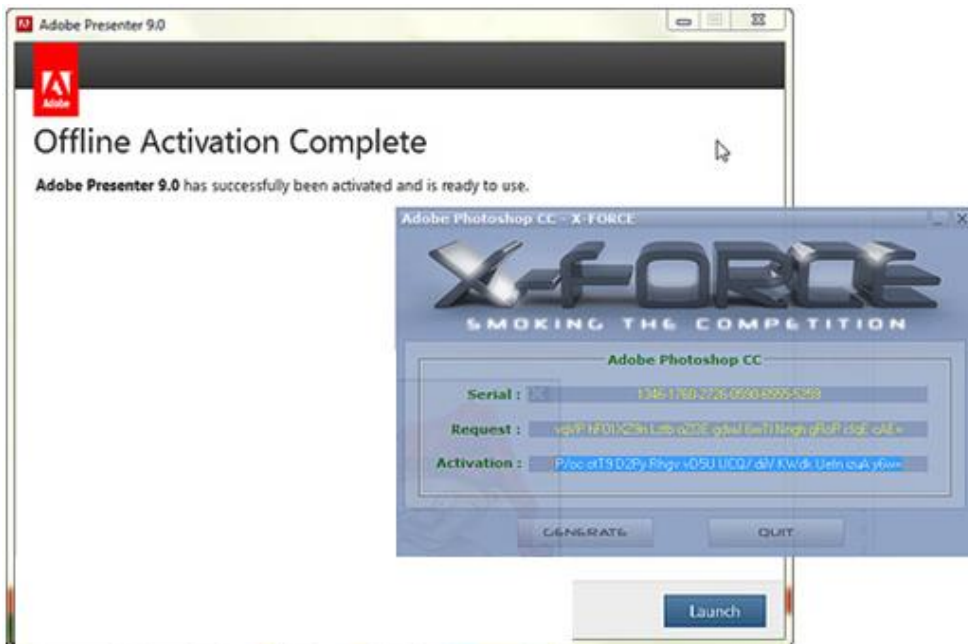 Adobe Presenter 9.0
Adobe
Offline Activation Complete
Adobe Presenter 9.0 has successfully been activated and is ready to use.
Adobe Photoshop CC - X-FORCE
X-FORCE
SMOKING THE COMPETITION
Adobe Photoshop CC
Serial :
Request :
Activation :
GENERATE QUIT
Launch